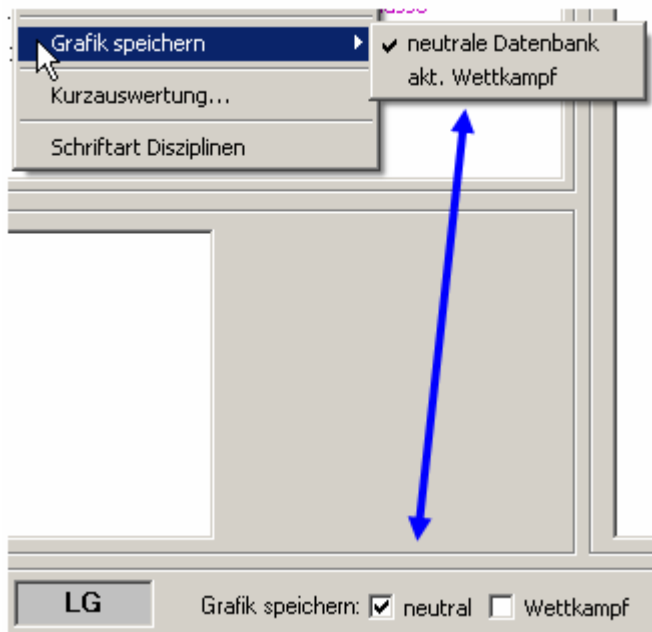 Grafik speichern
neutrale Datenbank
akt. Wettkampf
Kurzauswertung...
Schriftart Disziplinen
LG
Grafik speichern: neutral Wettkampf